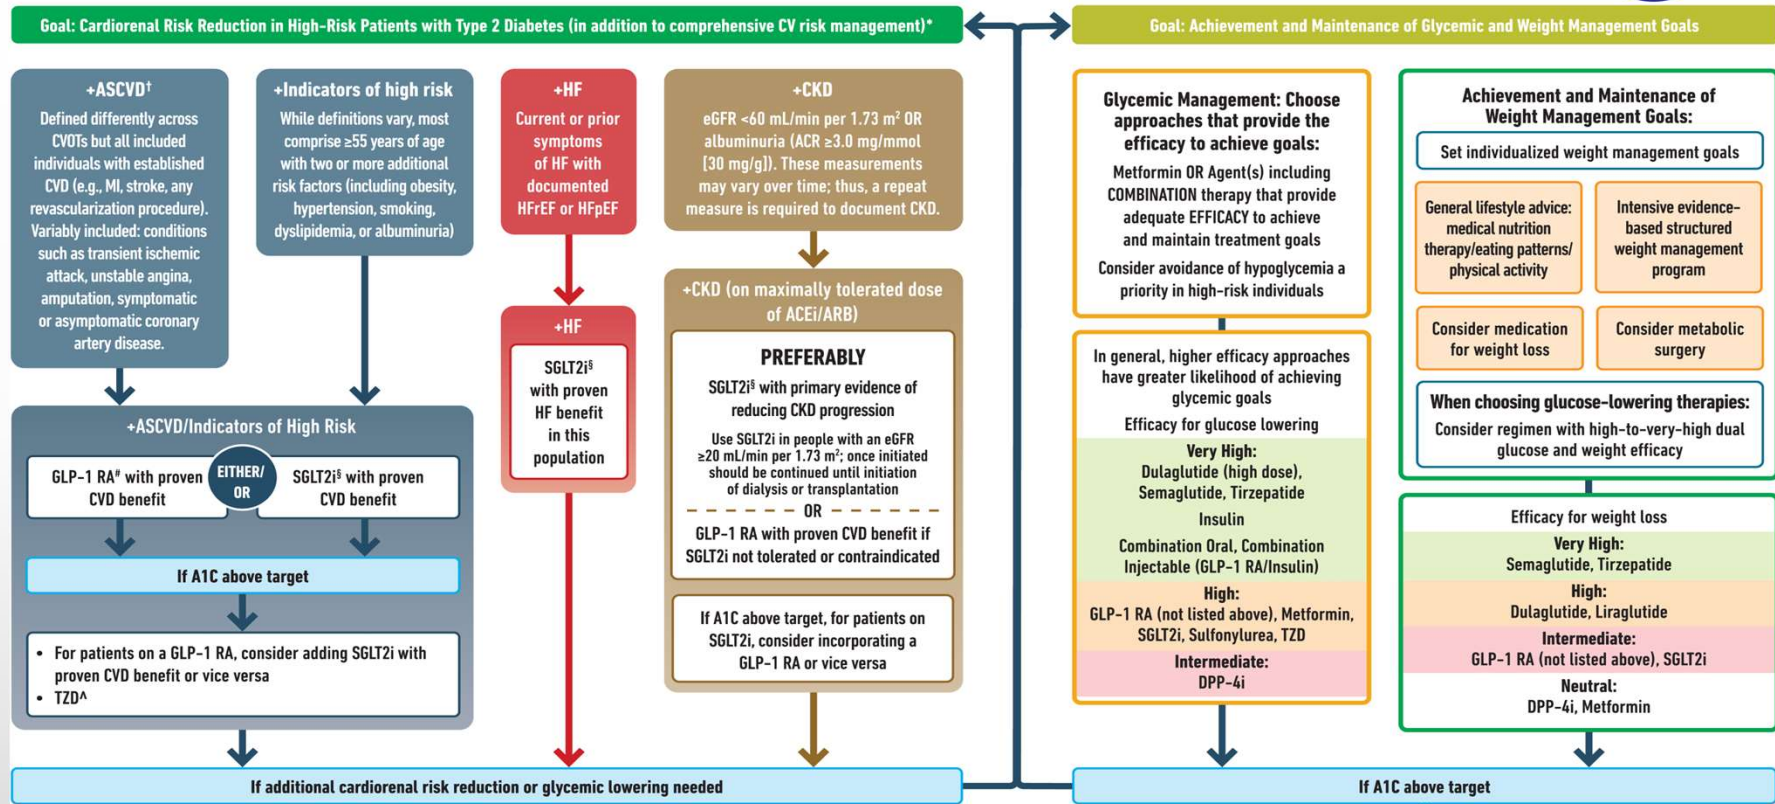 Goal: Cardiorenal Risk Reduction in High-Risk Patients with Type 2 Diabetes (in addition to comprehensive CV risk management)*
+ASCVD†
Defined differently across
CVOTs but all included
individuals with established
CVD (e.g., MI, stroke, any
revascularization procedure).
Variably included: conditions
such as transient ischemic
attack, unstable angina,
amputation, symptomatic
or asymptomatic coronary
artery disease.
+Indicators of high risk
While definitions vary, most
comprise ≥55 years of age
with two or more additional
risk factors (including obesity,
hypertension, smoking,
dyslipidemia, or albuminuria)
+ASCVD/Indicators of High Risk
GLP-1 RA# with proven
CVD benefit
EITHER/
OR
SGLT2i§ with proven
CVD benefit
If A1C above target
• For patients on a GLP-1 RA, consider adding SGLT2i with
proven CVD benefit or vice versa
• TZD^
+HF
Current or prior
symptoms
of HF with
documented
HFrEF or HFpEF
+HF
SGLT2i§
with proven
HF benefit
in this
population
+CKD
eGFR <60 mL/min per 1.73 m² OR
albuminuria (ACR ≥3.0 mg/mmol
[30 mg/g]). These measurements
may vary over time; thus, a repeat
measure is required to document CKD.
+CKD (on maximally tolerated dose
of ACEi/ARB)
PREFERABLY
SGLT2i§ with primary evidence of
reducing CKD progression
Use SGLT2i in people with an eGFR
≥20 mL/min per 1.73 m²; once initiated
should be continued until initiation
of dialysis or transplantation
OR
GLP-1 RA with proven CVD benefit if
SGLT2i not tolerated or contraindicated
If A1C above target, for patients on
SGLT2i, consider incorporating a
GLP-1 RA or vice versa
If additional cardiorenal risk reduction or glycemic lowering needed
Goal: Achievement and Maintenance of Glycemic and Weight Management Goals
Glycemic Management: Choose
approaches that provide the
efficacy to achieve goals:
Metformin OR Agent(s) including
COMBINATION therapy that provide
adequate EFFICACY to achieve
and maintain treatment goals
Consider avoidance of hypoglycemia a
priority in high-risk individuals
In general, higher efficacy approaches
have greater likelihood of achieving
glycemic goals
Efficacy for glucose lowering
Very High:
Dulaglutide (high dose),
Semaglutide, Tirzepatide
Insulin
Combination Oral, Combination
Injectable (GLP-1 RA/Insulin)
High:
GLP-1 RA (not listed above), Metformin,
SGLT2i, Sulfonylurea, TZD
Intermediate:
DPP-4i
Achievement and Maintenance of
Weight Management Goals:
Set individualized weight management goals
General lifestyle advice:
medical nutrition
therapy/eating patterns/
physical activity
Intensive evidence-
based structured
weight management
program
Consider medication
for weight loss
Consider metabolic
surgery
When choosing glucose-lowering therapies:
Consider regimen with high-to-very-high dual
glucose and weight efficacy
Efficacy for weight loss
Very High:
Semaglutide, Tirzepatide
High:
Dulaglutide, Liraglutide
Intermediate:
GLP-1 RA (not listed above), SGLT2i
Neutral:
DPP-4i, Metformin
If A1C above target